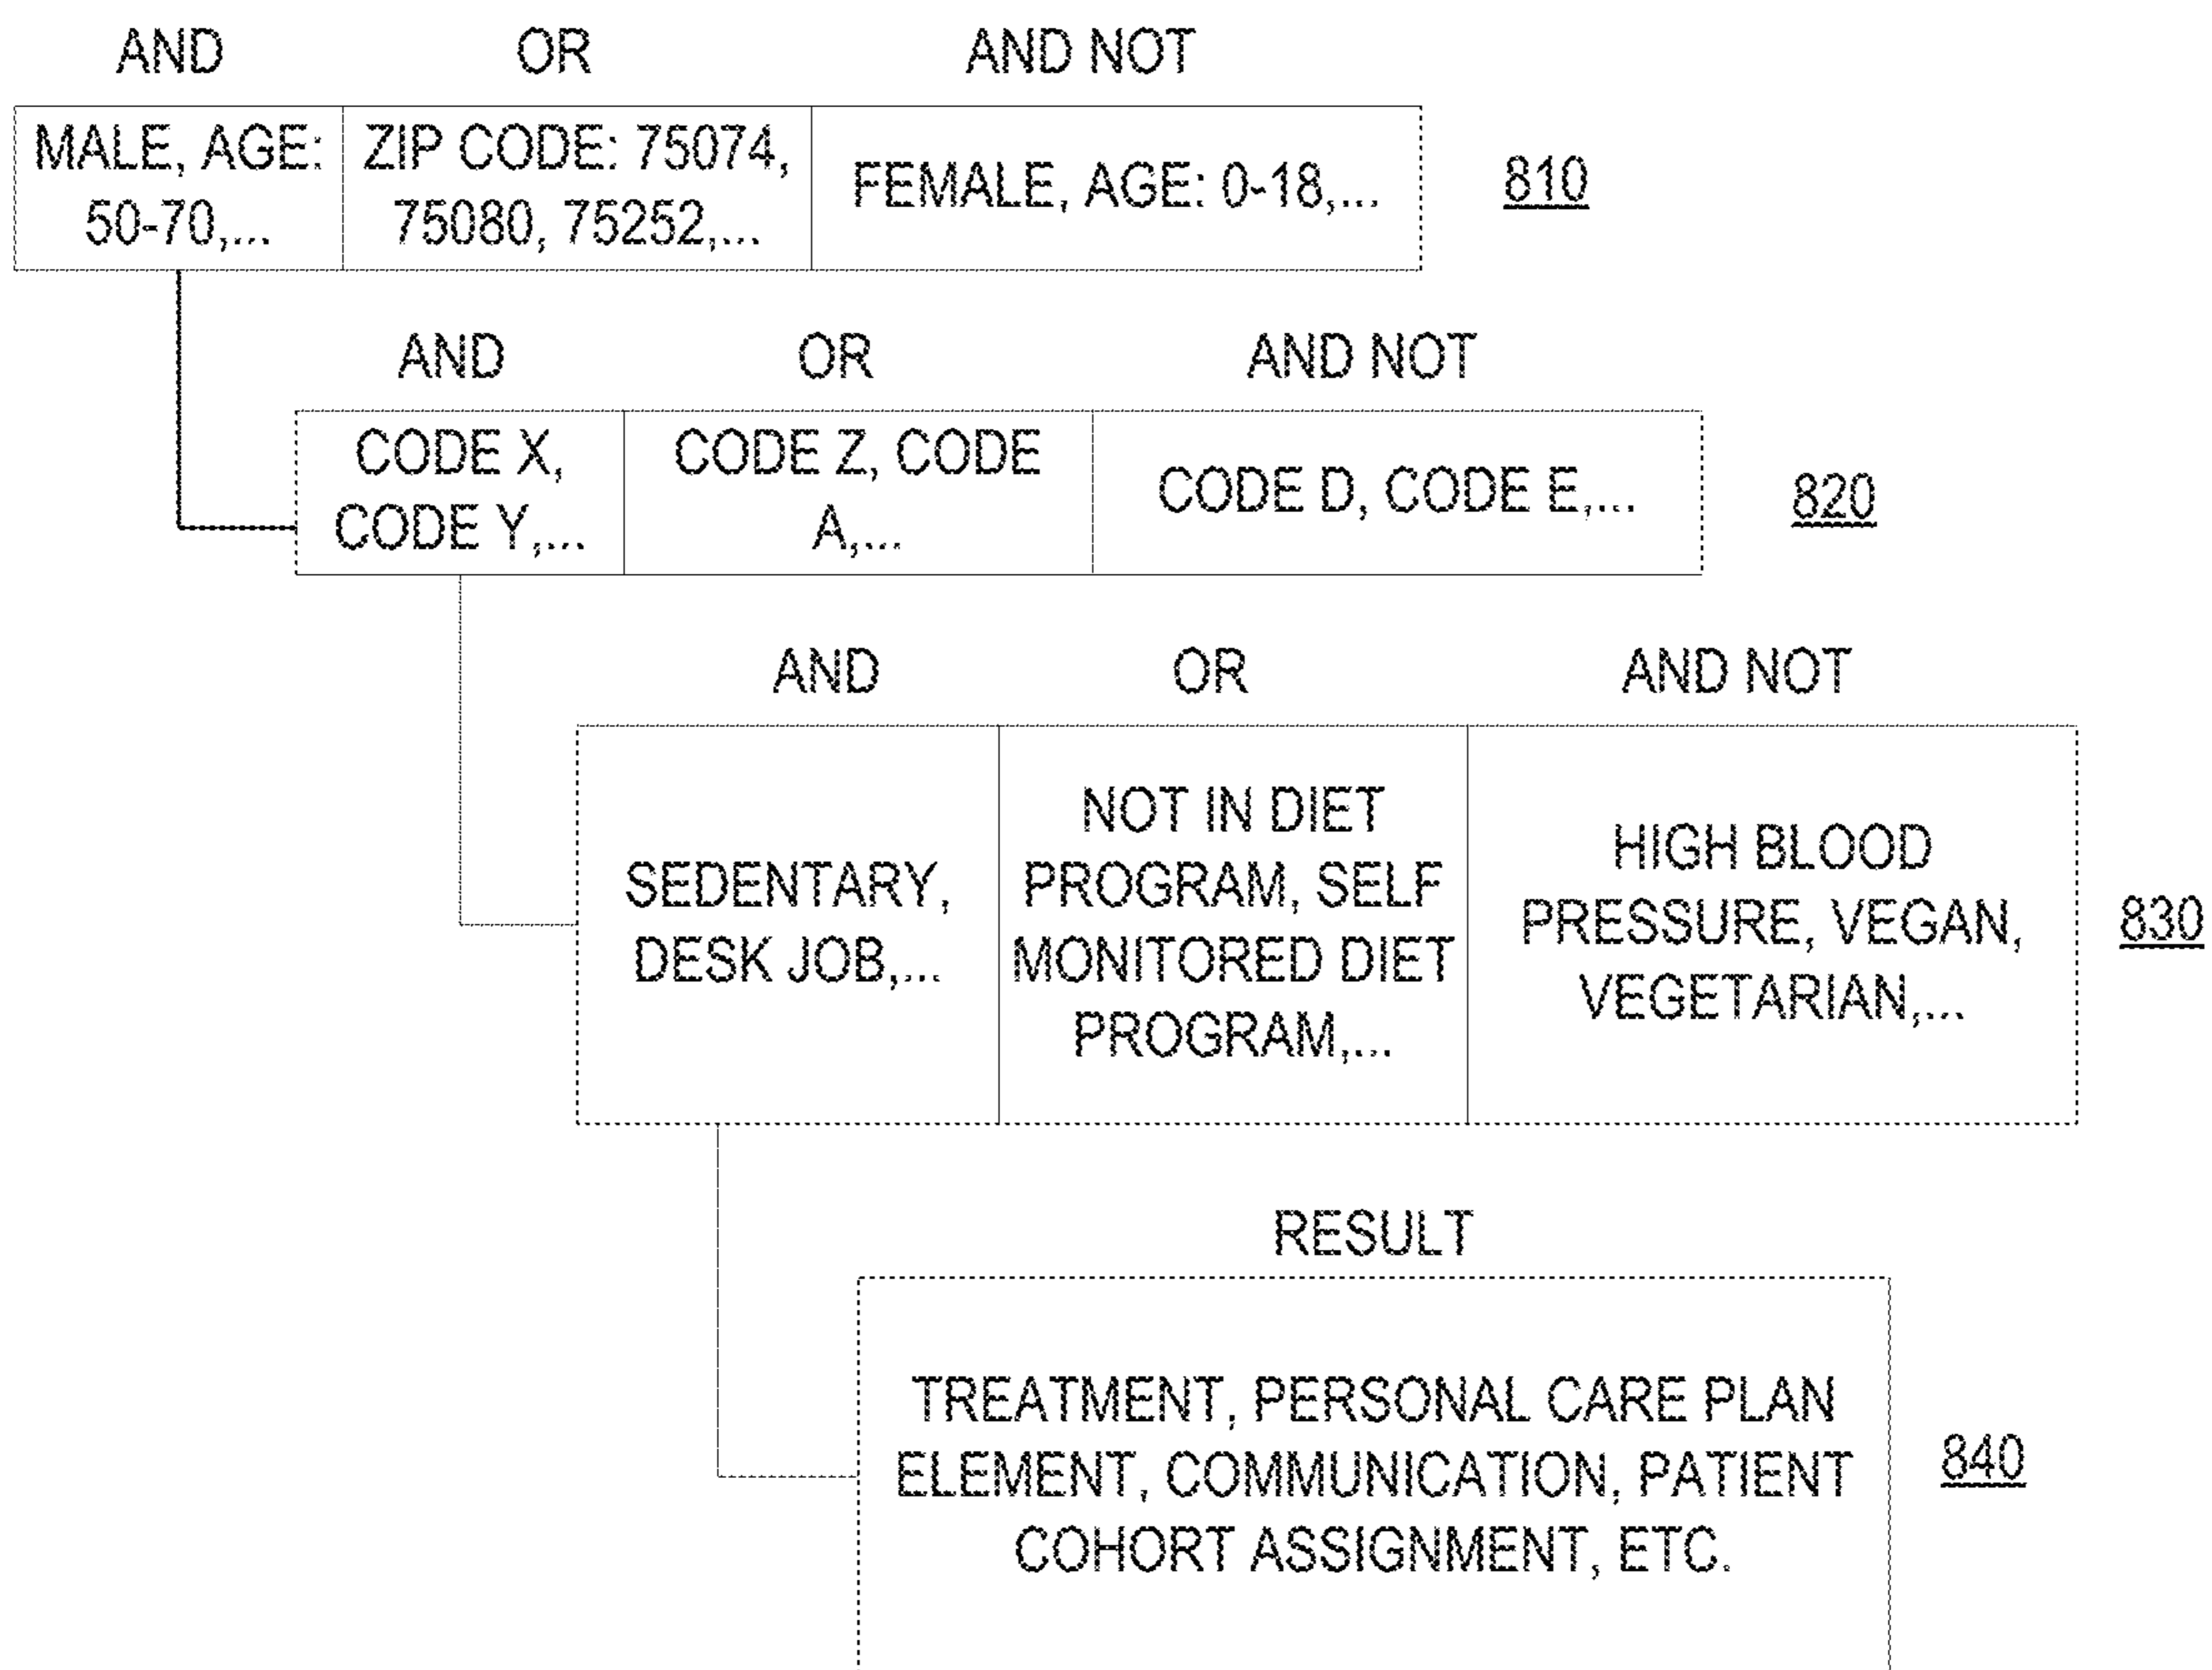 AND OR AND NOT
MALE, AGE:
50-70,...
ZIP CODE: 75074,
75080, 75252,...
FEMALE, AGE: 0-18,...
810
AND OR AND NOT
CODE X,
CODE Y,...
CODE Z, CODE
A,...
CODE D, CODE E,...
820
AND OR AND NOT
SEDENTARY,
DESK JOB,...
NOT IN DIET
PROGRAM, SELF
MONITORED DIET
PROGRAM,...
HIGH BLOOD
PRESSURE, VEGAN,
VEGETARIAN,...
830
RESULT
TREATMENT, PERSONAL CARE PLAN
ELEMENT, COMMUNICATION, PATIENT
COHORT ASSIGNMENT, ETC.
840